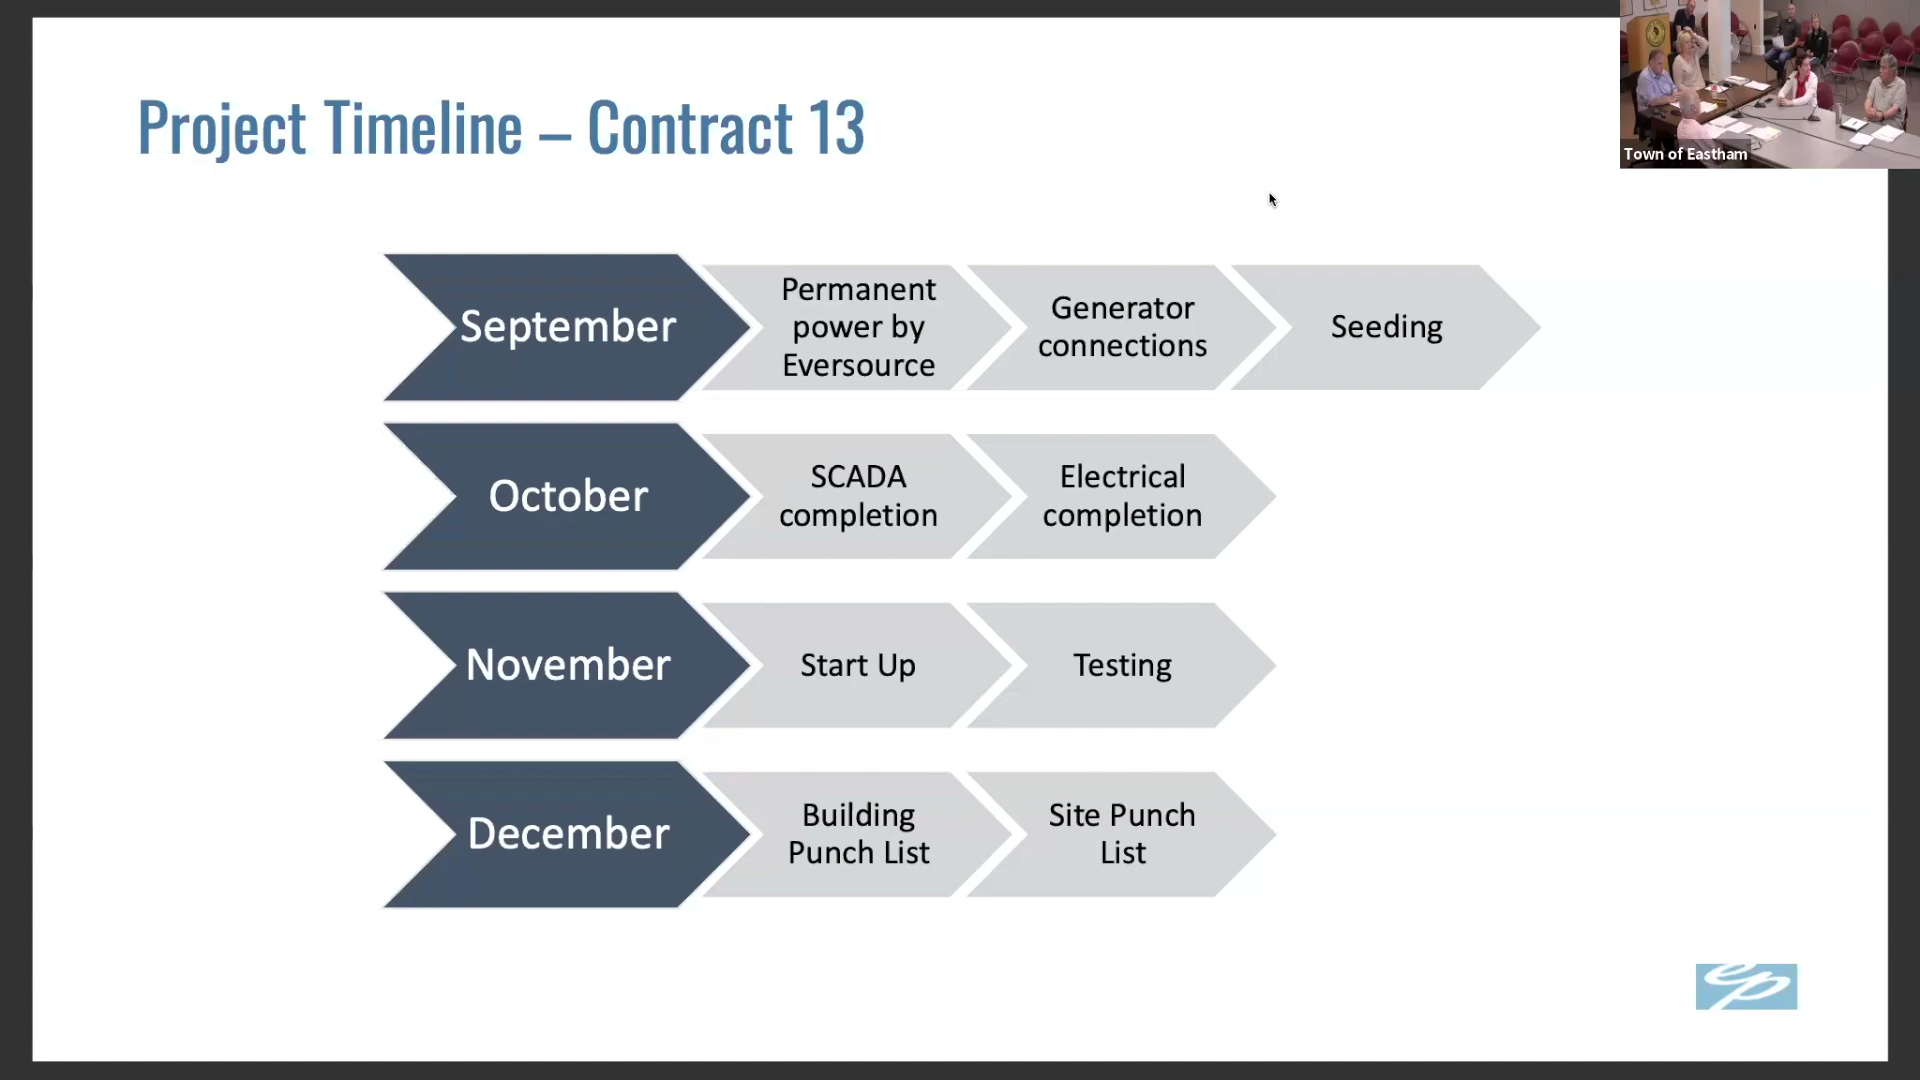 Project Timeline – Contract 13
Town of Eastham
September
Permanent
power by
Eversource
Generator
connections
Seeding
October
SCADA
completion
Electrical
completion
November
Start Up
Testing
December
Building
Punch List
Site Punch
List
ep